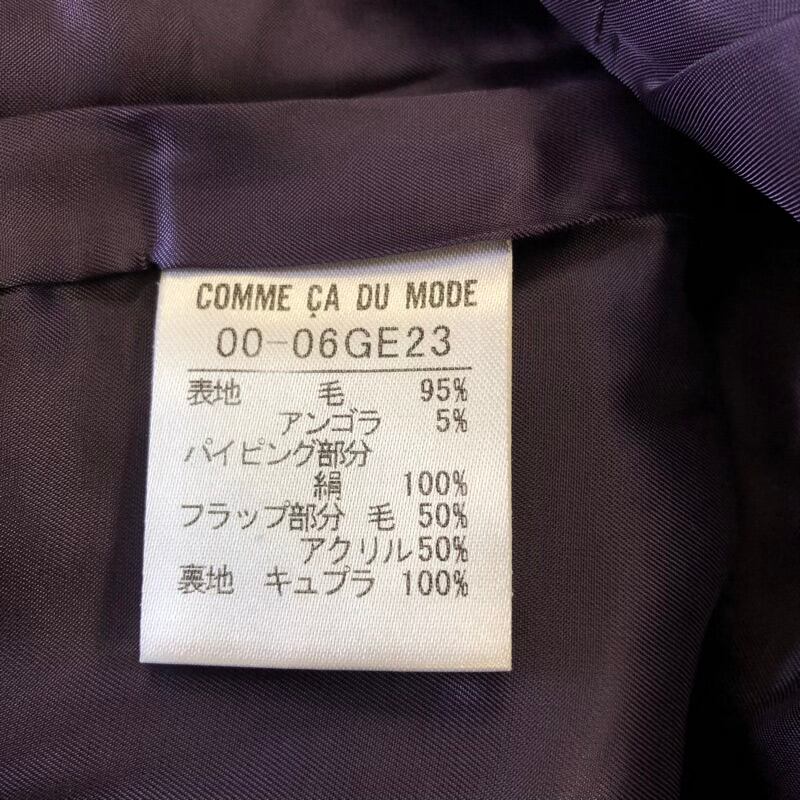 COMME ÇA DU MODE
00-06GE23
表地 毛 95%
アンゴラ 5%
パイピング部分
絹 100%
フラップ部分 毛 50%
アクリル 50%
裏地 キュプラ 100%